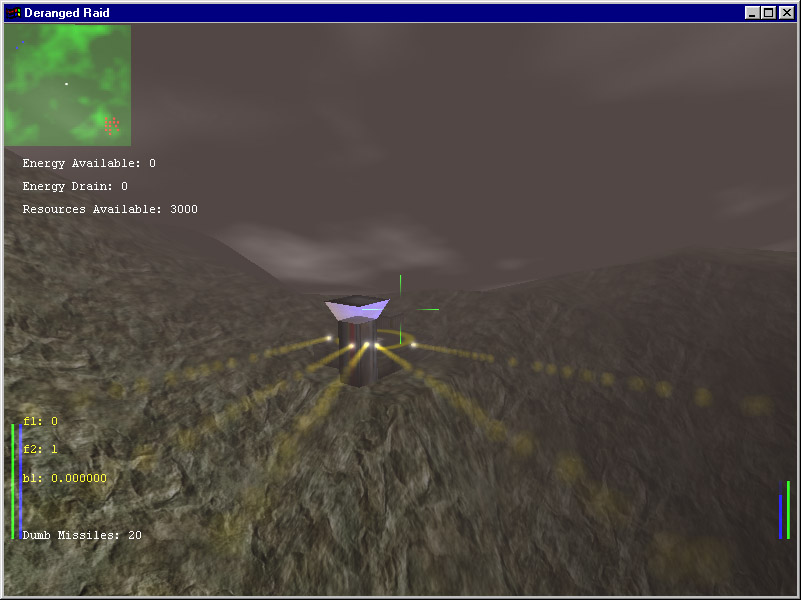 Deranged Raid
Energy Available: 0
Energy Drain: 0
Resources Available: 3000
f1: 0
f2: 1
b1: 0.000000
Dumb Missiles: 20